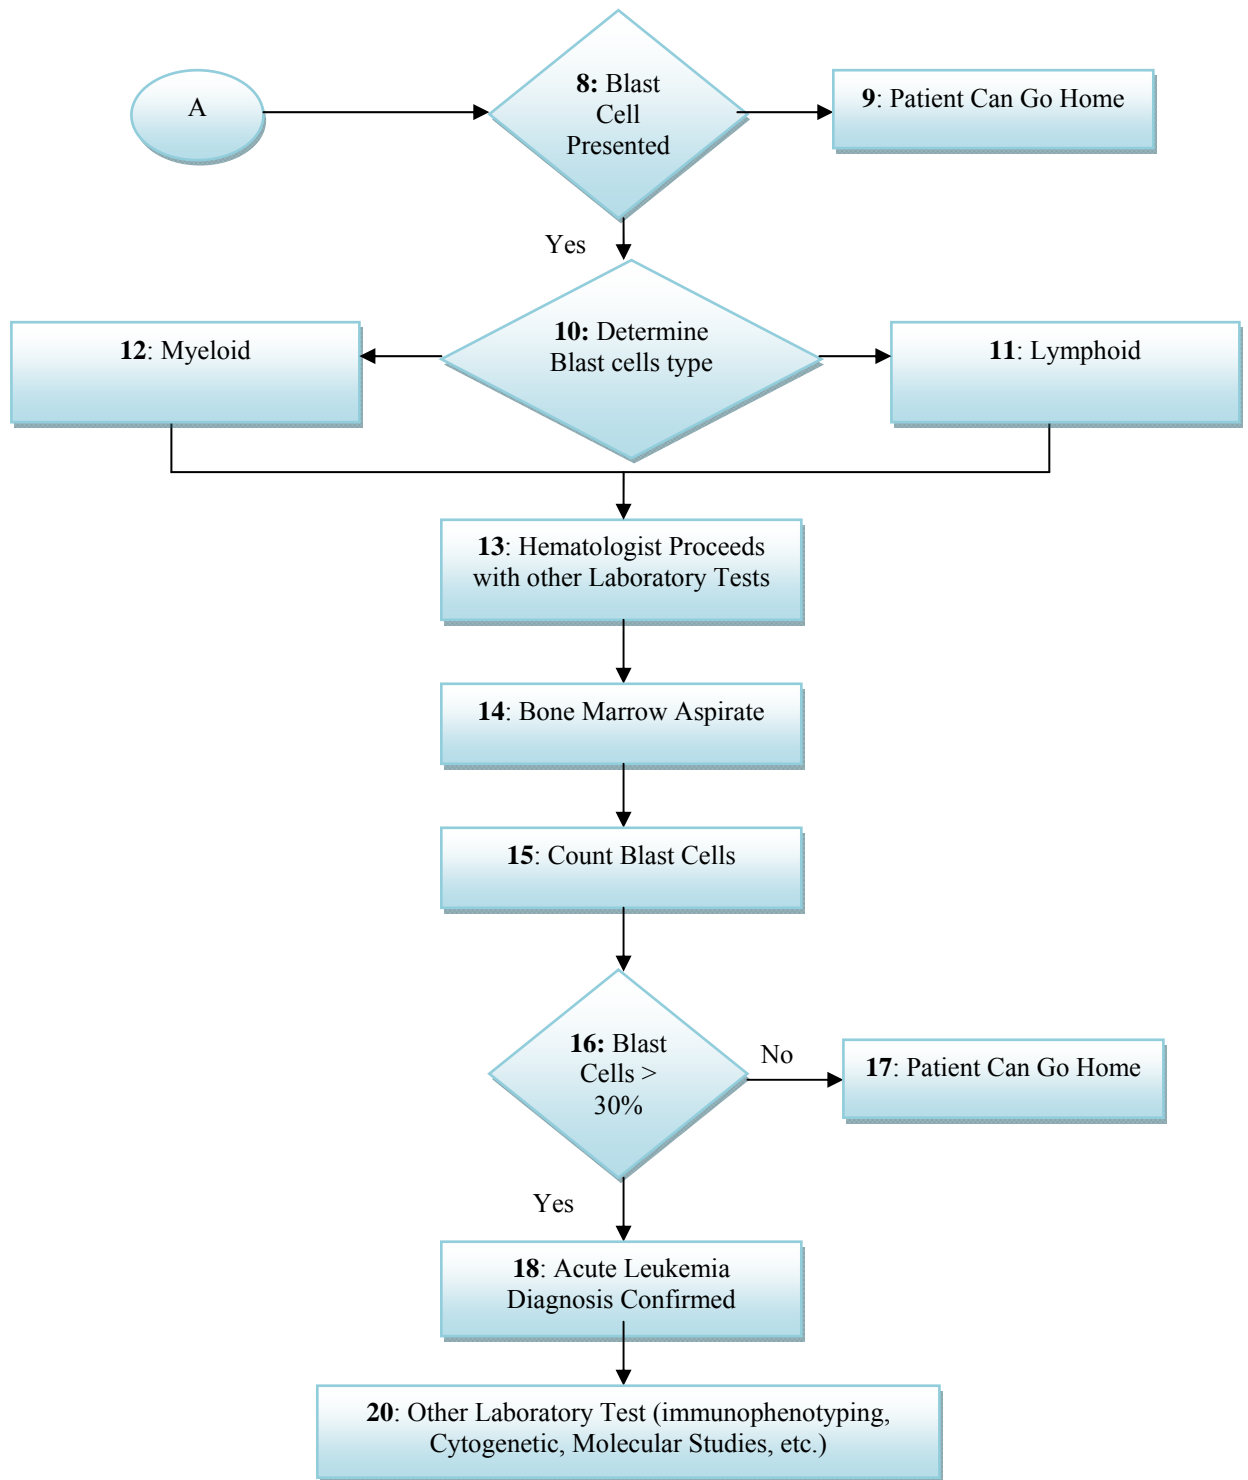 A
8: Blast
Cell
Presented
9: Patient Can Go Home
Yes
12: Myeloid
10: Determine
Blast cells type
11: Lymphoid
13: Hematologist Proceeds
with other Laboratory Tests
14: Bone Marrow Aspirate
15: Count Blast Cells
16: Blast
Cells >
30%
No
17: Patient Can Go Home
Yes
18: Acute Leukemia
Diagnosis Confirmed
20: Other Laboratory Test (immunophenotyping,
Cytogenetic, Molecular Studies, etc.)